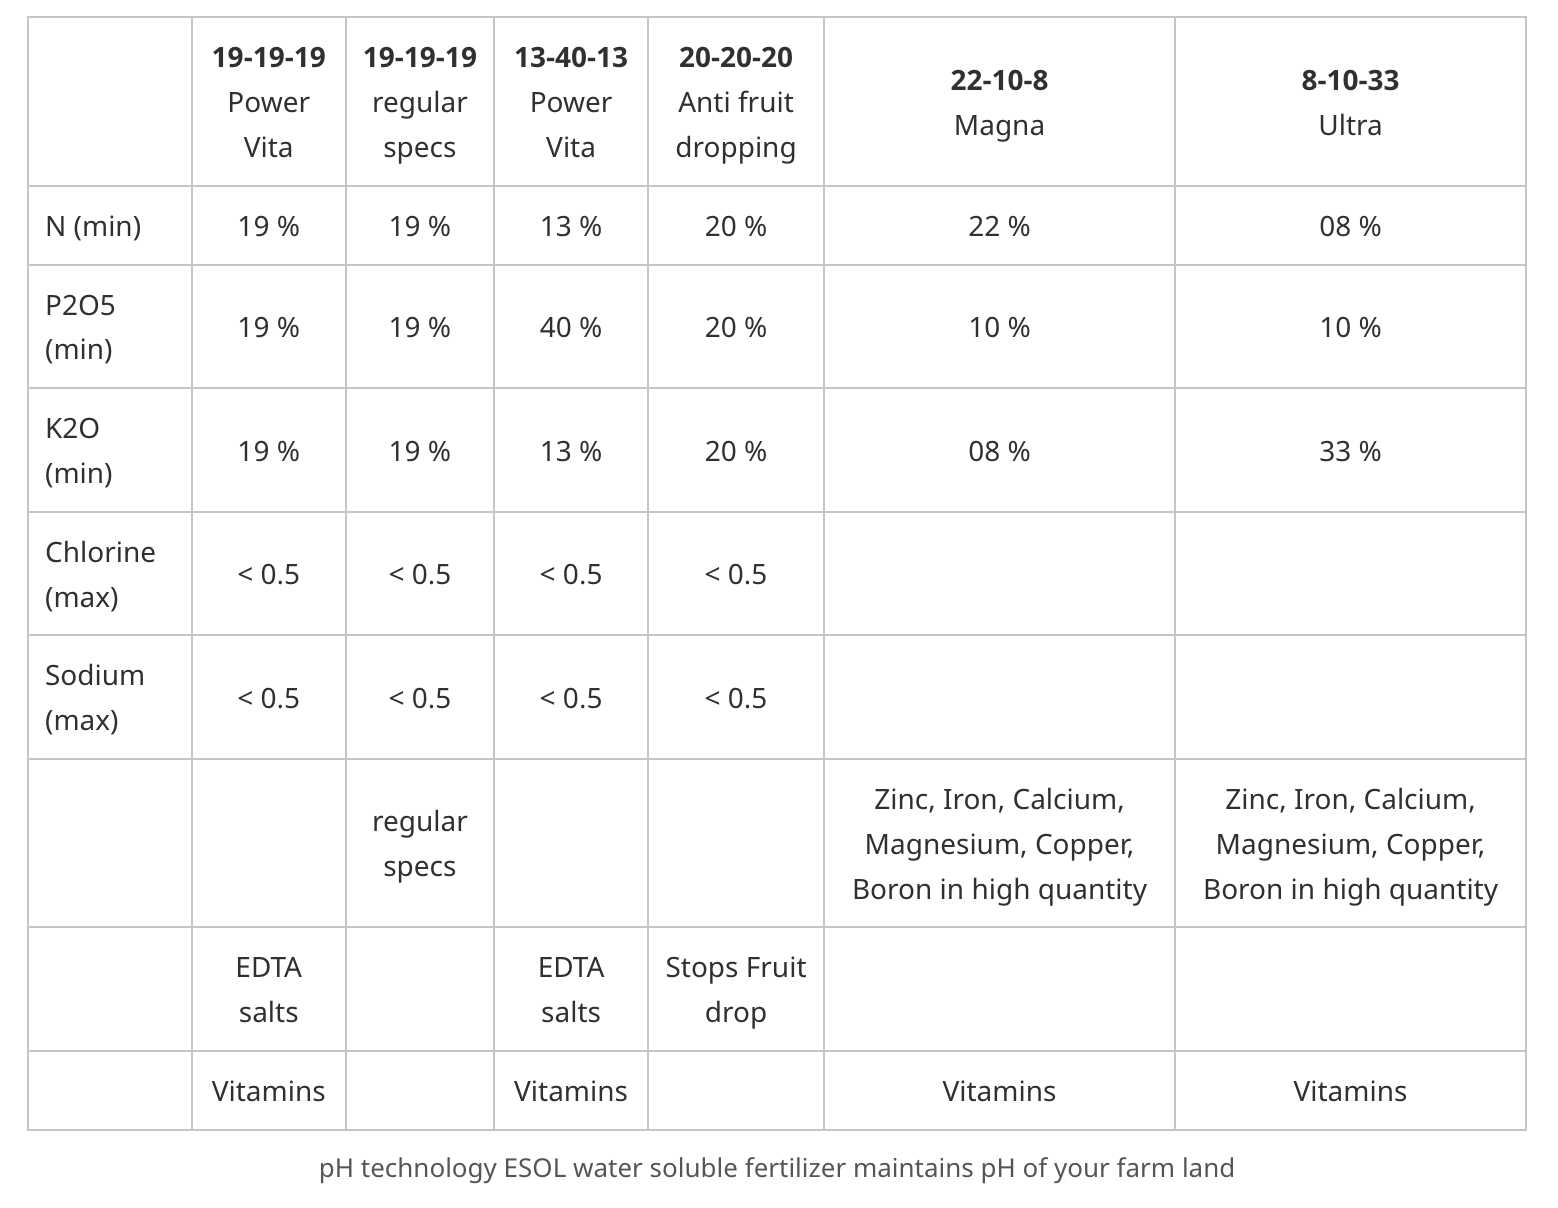 19-19-19 Power Vita
19-19-19 regular specs
13-40-13 Power Vita
20-20-20 Anti fruit dropping
22-10-8 Magna
8-10-33 Ultra
N (min) 19 % 19 % 13 % 20 % 22 % 08 %
P2O5 (min) 19 % 19 % 40 % 20 % 10 % 10 %
K2O (min) 19 % 19 % 13 % 20 % 08 % 33 %
Chlorine (max) < 0.5 < 0.5 < 0.5 < 0.5
Sodium (max) < 0.5 < 0.5 < 0.5 < 0.5
regular specs
Zinc, Iron, Calcium, Magnesium, Copper, Boron in high quantity
Zinc, Iron, Calcium, Magnesium, Copper, Boron in high quantity
EDTA salts
EDTA salts
Stops Fruit drop
Vitamins Vitamins Vitamins Vitamins
pH technology ESOL water soluble fertilizer maintains pH of your farm land